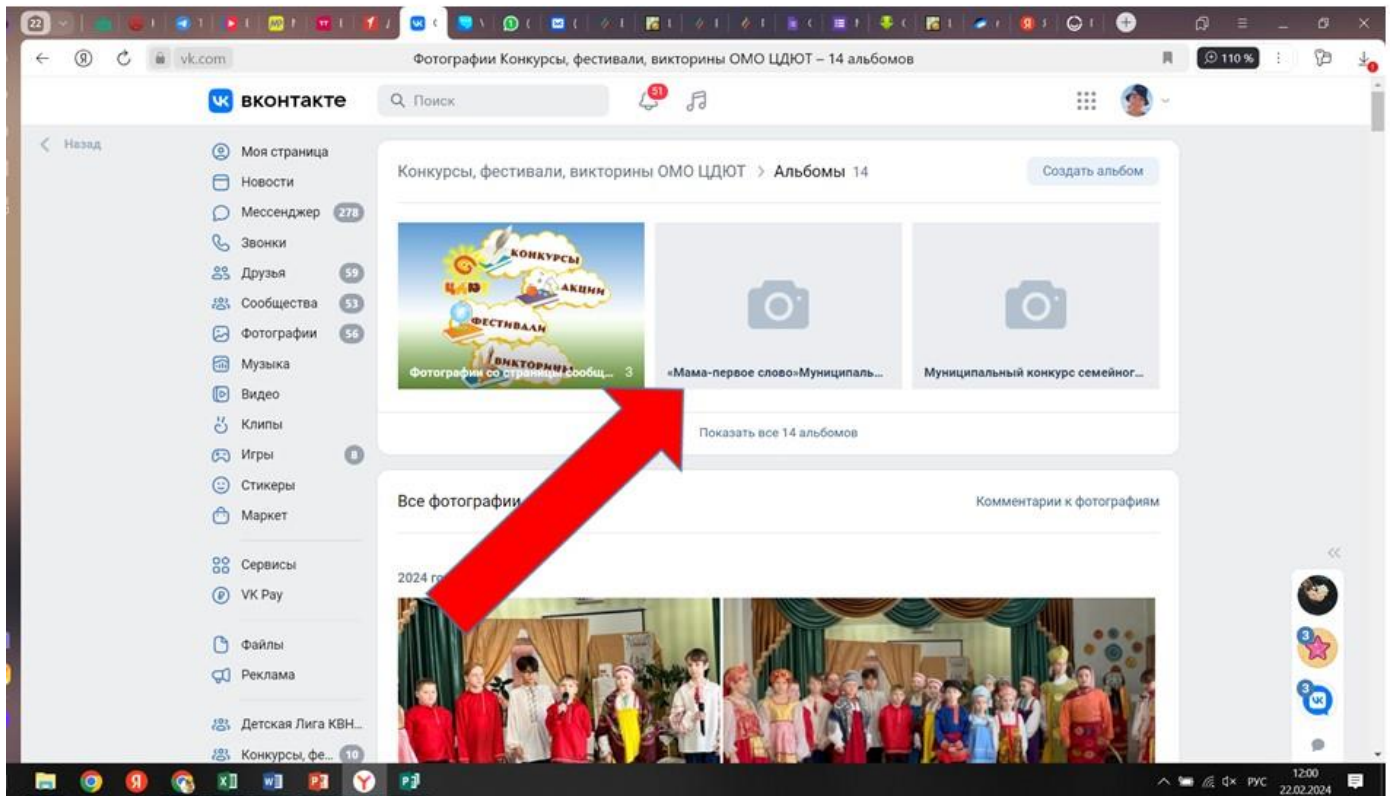 22
vk.com
Фотографии Конкурсы, фестивали, викторины ОМО ЦДЮТ – 14 альбомов
110 %
вконтакте
Поиск
51
Назад
Моя страница
Новости
Мессенджер 278
Звонки
Друзья 59
Сообщества 53
Фотографии 56
Музыка
Видео
Клипы
Игры 8
Стикеры
Маркет
Сервисы
VK Pay
Файлы
Реклама
Детская Лига КВН...
Конкурсы, фе... 10
Конкурсы, фестивали, викторины ОМО ЦДЮТ > Альбомы 14
Создать альбом
КОНКУРСЫ
АКЦИИ
ФЕСТИВАЛИ
ВИКТОРИНЫ
Фотографии со страницы сообщ... 3
«Мама-первое слово»Муниципаль...
Муниципальный конкурс семейног...
Показать все 14 альбомов
Все фотографии
Комментарии к фотографиям
2024
3
3
РУС
12:00
22.02.2024